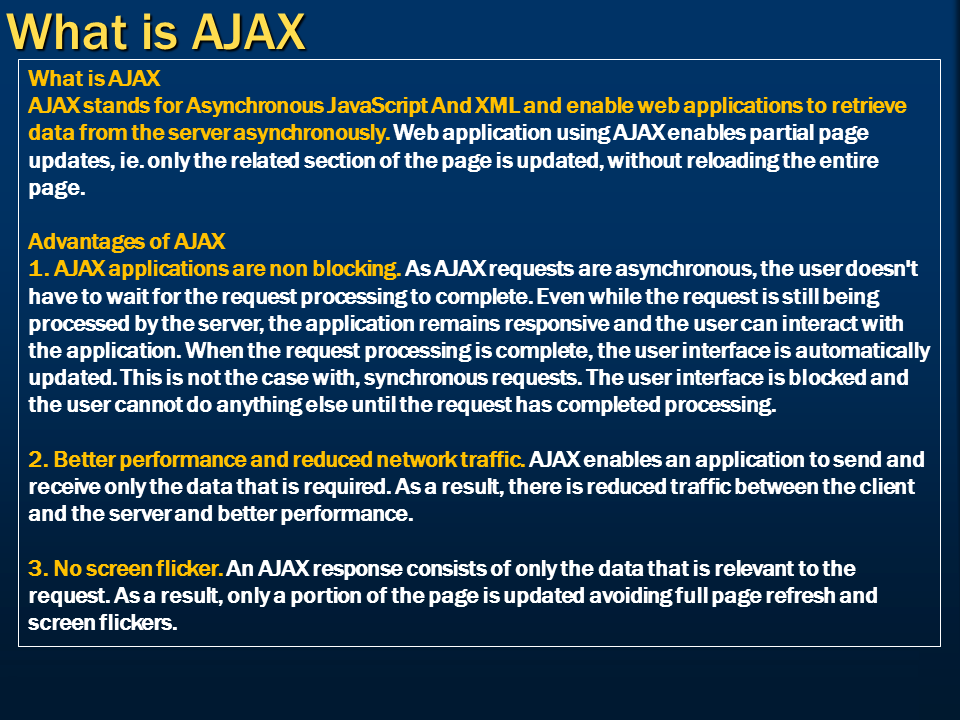 What is AJAX
What is AJAX
AJAX stands for Asynchronous JavaScript And XML and enable web applications to retrieve
data from the server asynchronously. Web application using AJAX enables partial page
updates, ie. only the related section of the page is updated, without reloading the entire
page.
Advantages of AJAX
1. AJAX applications are non blocking. As AJAX requests are asynchronous, the user doesn't
have to wait for the request processing to complete. Even while the request is still being
processed by the server, the application remains responsive and the user can interact with
the application. When the request processing is complete, the user interface is automatically
updated. This is not the case with, synchronous requests. The user interface is blocked and
the user cannot do anything else until the request has completed processing.
2. Better performance and reduced network traffic. AJAX enables an application to send and
receive only the data that is required. As a result, there is reduced traffic between the client
and the server and better performance.
3. No screen flicker. An AJAX response consists of only the data that is relevant to the
request. As a result, only a portion of the page is updated avoiding full page refresh and
screen flickers.